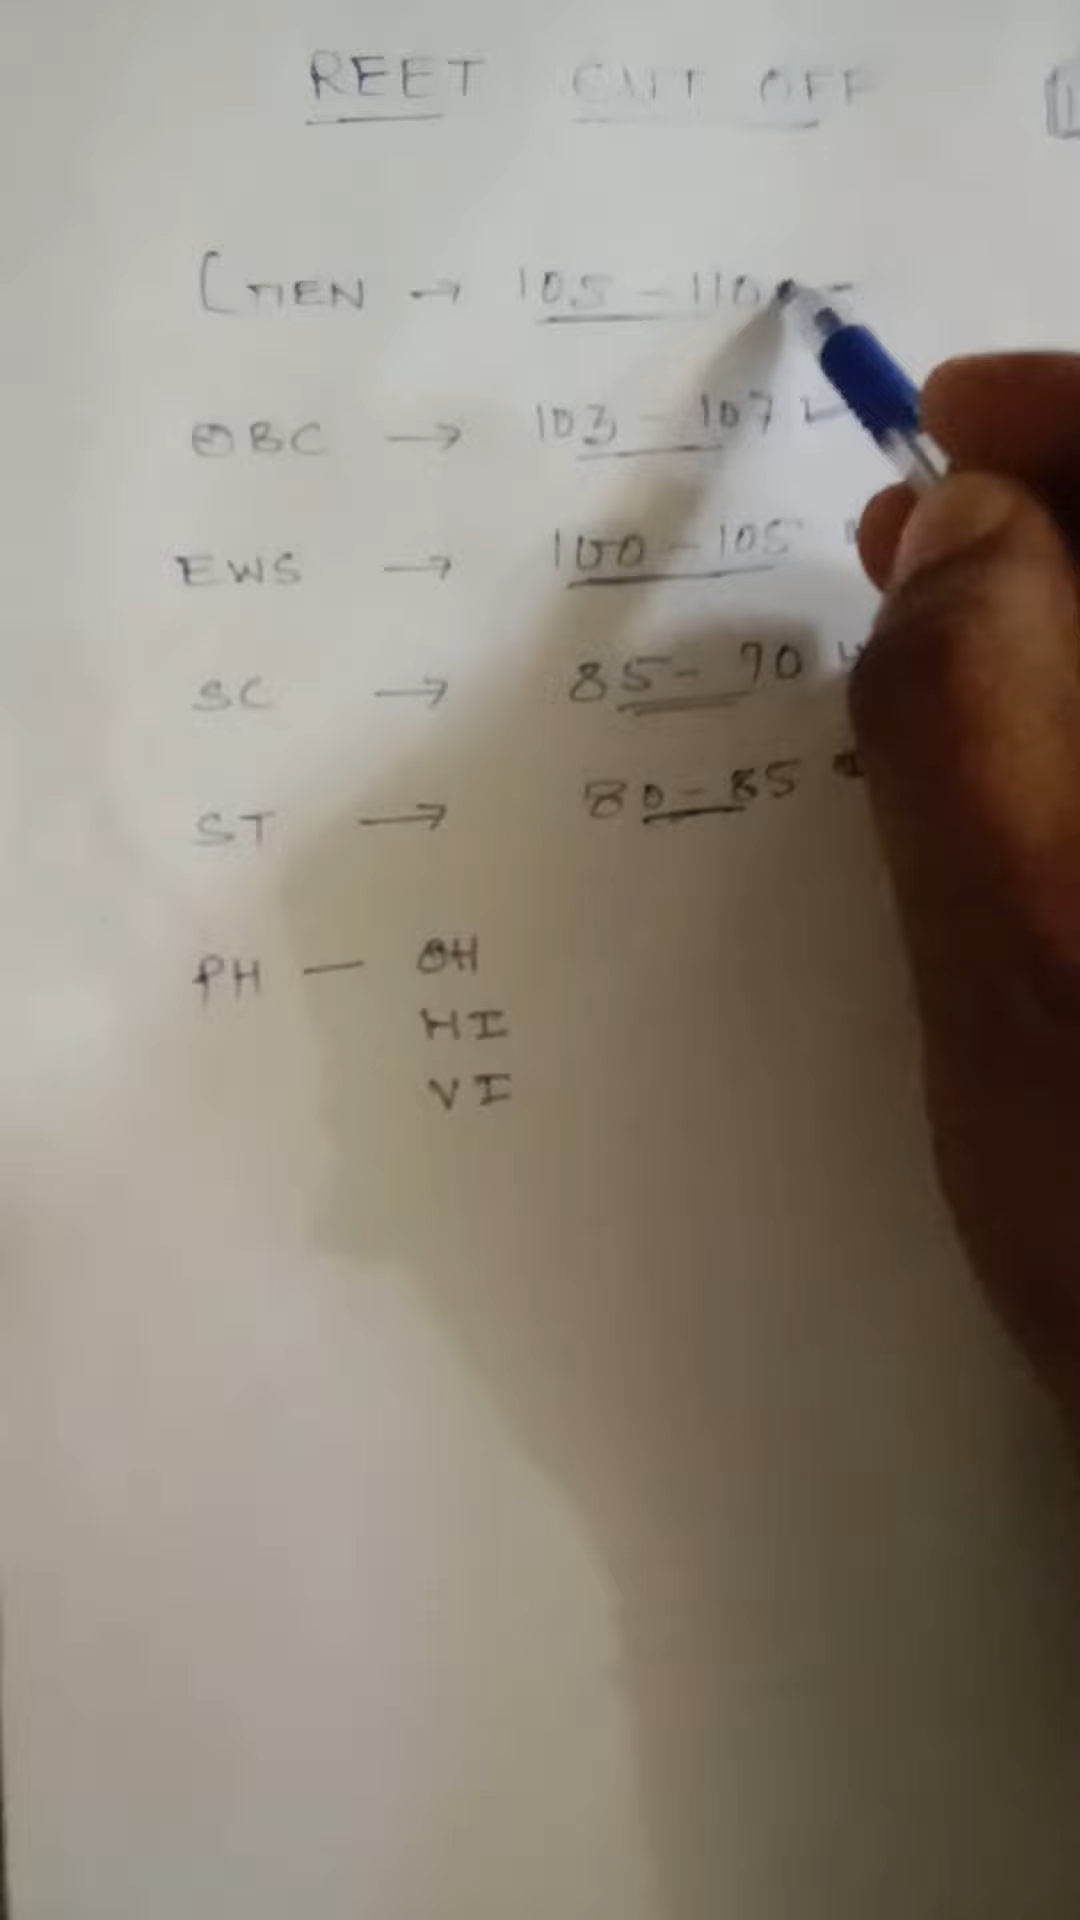 REET CUT OFF
GEN → 105 - 110
OBC → 103 - 107
EWS → 100 - 105
SC → 85 - 90
ST → 80 - 85
PH — OH
HI
VI